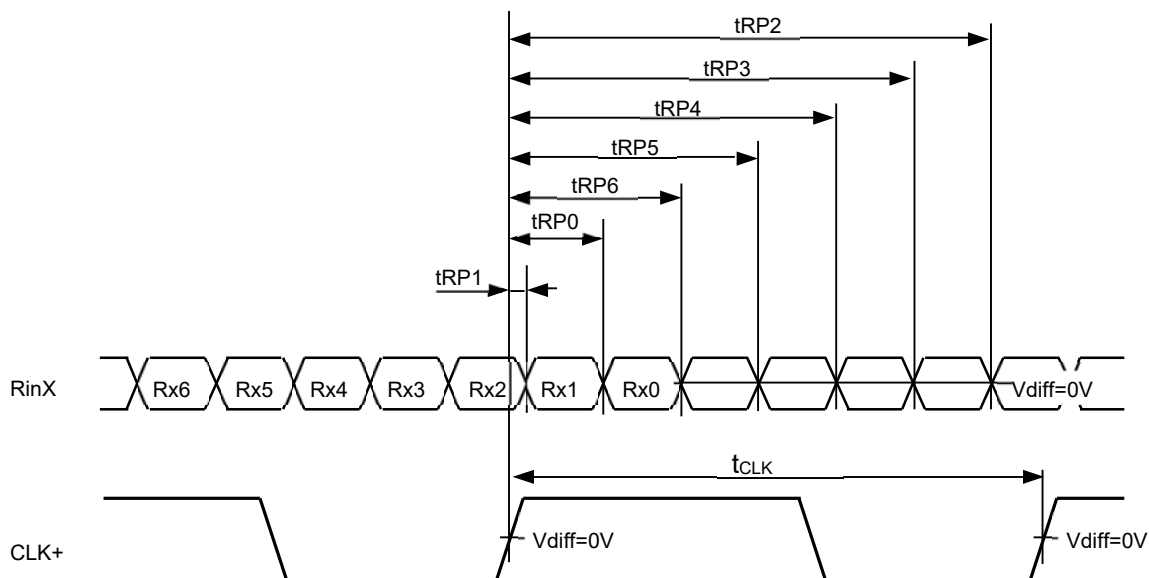 tRP2
tRP3
tRP4
tRP5
tRP6
tRP0
tRP1
RinX
Rx6 Rx5 Rx4 Rx3 Rx2 Rx1 Rx0 Vdiff=0V
tCLK
CLK+
Vdiff=0V Vdiff=0V